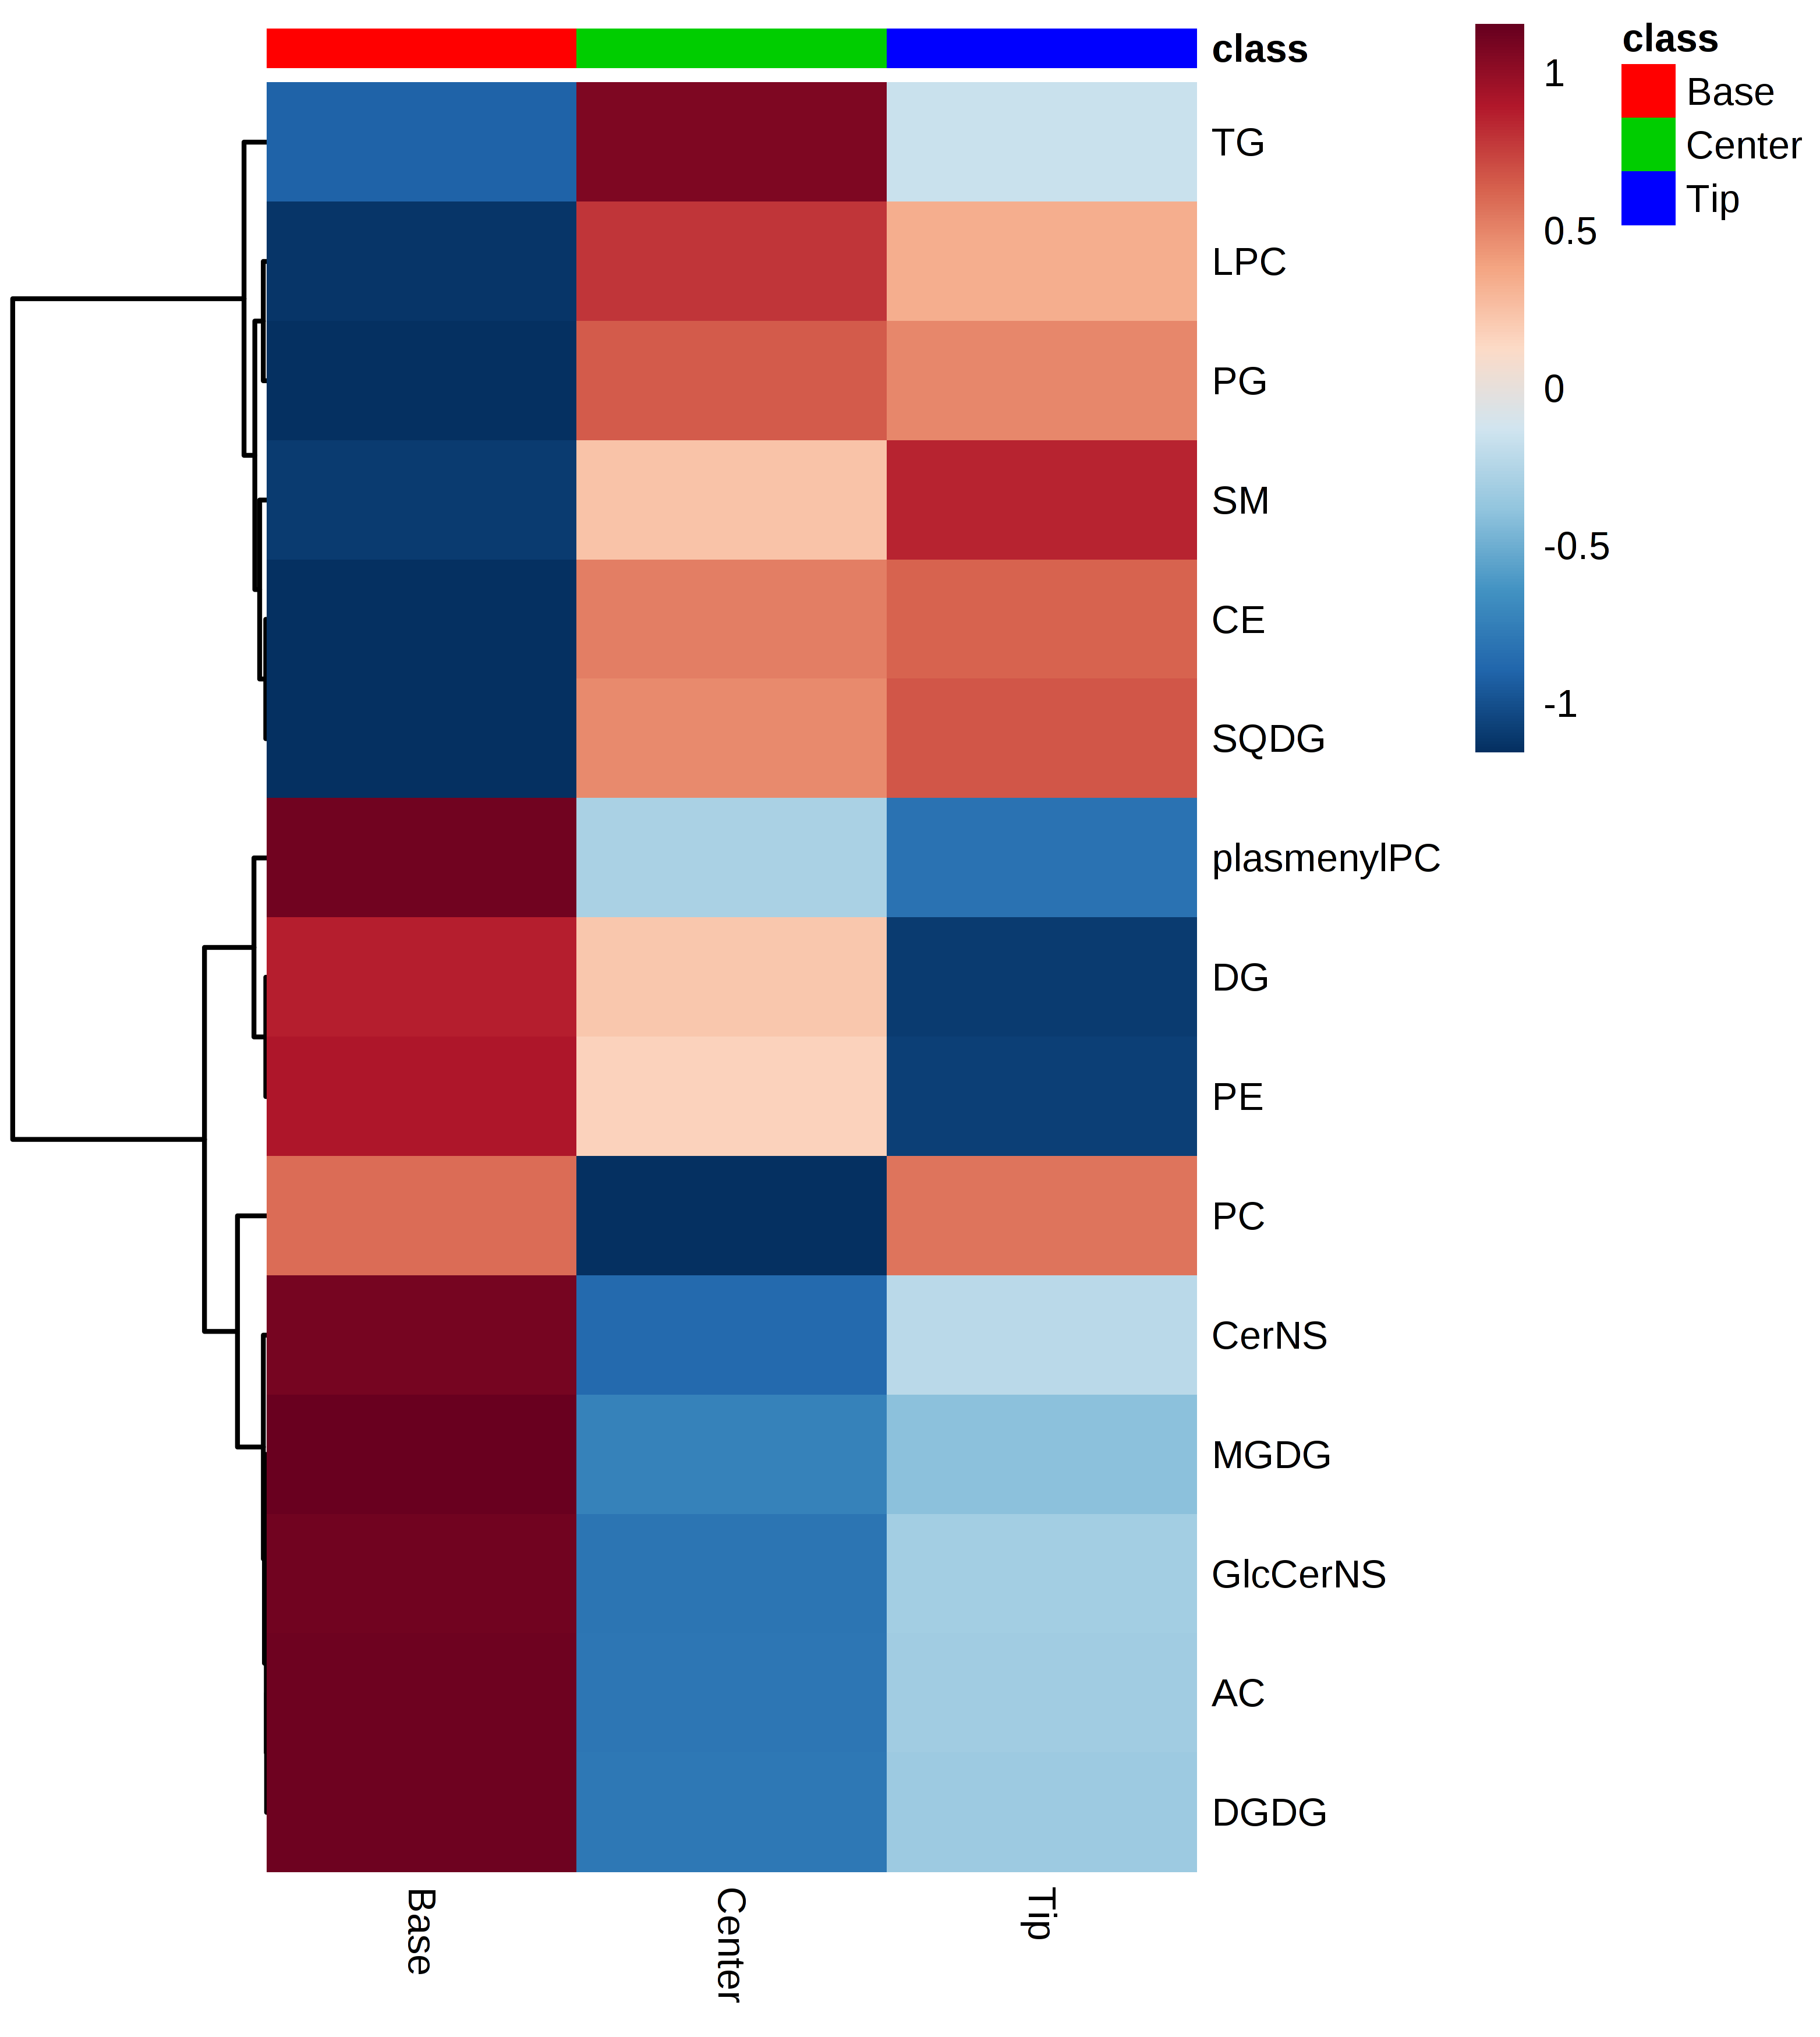 class
TG
LPC
PG
SM
CE
SQDG
plasmenylPC
DG
PE
PC
CerNS
MGDG
GlcCerNS
AC
DGDG
Base
Center
Tip
1
0.5
0
-0.5
-1
class
Base
Center
Tip